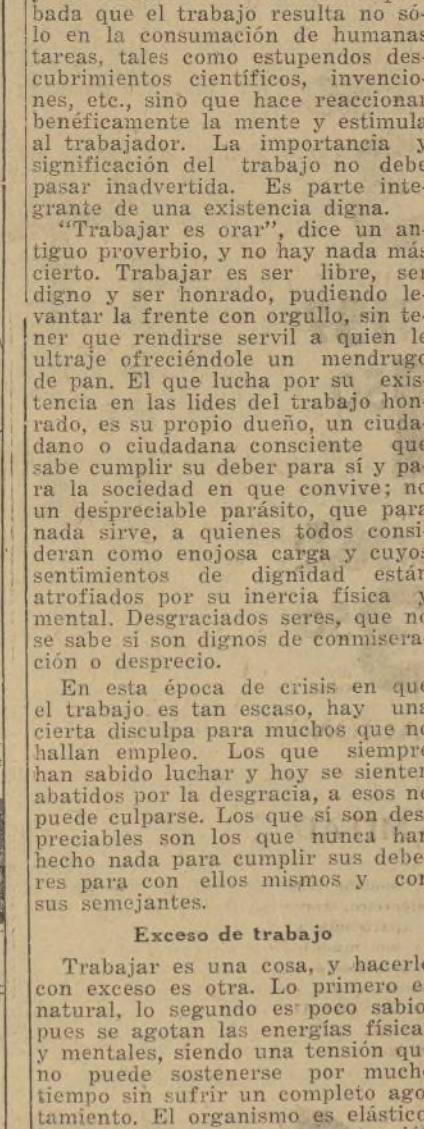 bada que el trabajo resulta no só-
lo en la consumación de humanas
tareas, tales como estupendos des-
cubrimientos científicos, invencio-
nes, etc., sino que hace reaccionar
benéficamente la mente y estimula
al trabajador. La importancia y
significación del trabajo no debe
pasar inadvertida. Es parte inte-
grante de una existencia digna.
“Trabajar es orar”, dice un an-
tiguo proverbio, y no hay nada más
cierto. Trabajar es ser libre, ser
digno y ser honrado, pudiendo le-
vantar la frente con orgullo, sin te-
ner que rendirse servil a quien le
ultraje ofreciéndole un mendrugo
de pan. El que lucha por su exis-
tencia en las lides del trabajo hon-
rado, es su propio dueño, un ciuda-
dano o ciudadana consciente que
sabe cumplir su deber para sí y pa-
ra la sociedad en que convive; no
un despreciable parásito, que para
nada sirve, a quienes todos consi-
deran como enojosa carga y cuyos
sentimientos de dignidad están
atrofiados por su inercia física y
mental. Desgraciados seres, que no
se sabe si son dignos de conmisera-
ción o desprecio.
En esta época de crisis en que
el trabajo es tan escaso, hay una
cierta disculpa para muchos que no
hallan empleo. Los que siempre
han sabido luchar y hoy se sienten
abatidos por la desgracia, a esos no
puede culparse. Los que sí son des-
preciables son los que nunca han
hecho nada para cumplir sus debe-
res para con ellos mismos y con
sus semejantes.
Exceso de trabajo
Trabajar es una cosa, y hacerlo
con exceso es otra. Lo primero es
natural, lo segundo es poco sabio,
pues se agotan las energías físicas
y mentales, siendo una tensión que
no puede sostenerse por mucho
tiempo sin sufrir un completo ago-
tamiento. El organismo es elástico